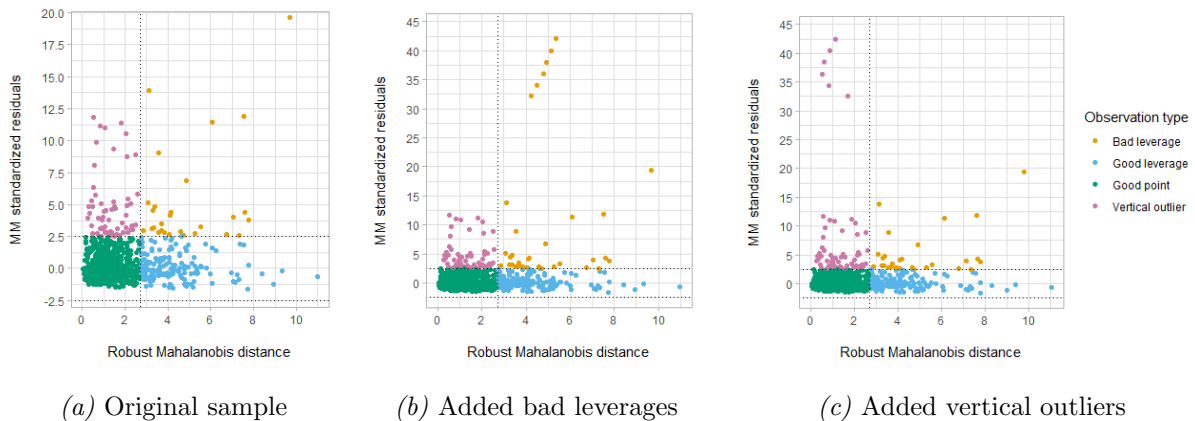 20.0
17.5
15.0
12.5
10.0
7.5
5.0
2.5
0.0
-2.5
MM standardized residuals
0 2 4 6 8 10
Robust Mahalanobis distance
(a) Original sample
45
40
35
30
25
20
15
10
5
0
MM standardized residuals
0 2 4 6 8 10
Robust Mahalanobis distance
(b) Added bad leverages
45
40
35
30
25
20
15
10
5
0
MM standardized residuals
0 2 4 6 8 10
Robust Mahalanobis distance
(c) Added vertical outliers
Observation type
Bad leverage
Good leverage
Good point
Vertical outlier